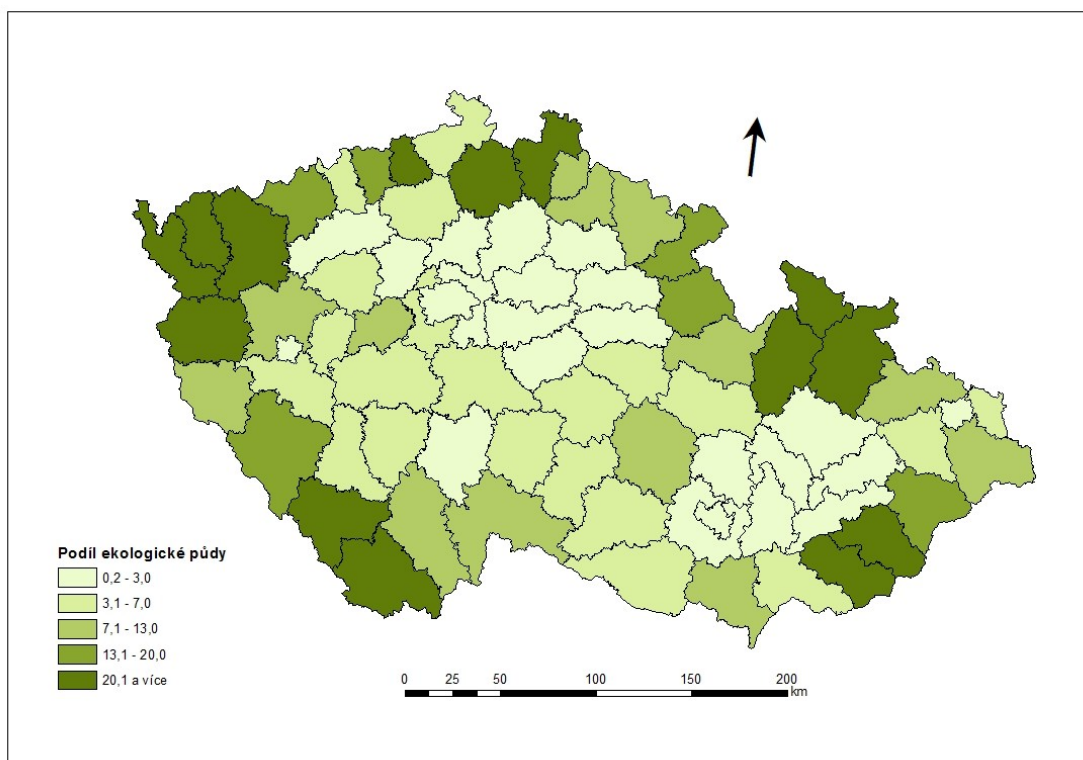 Podíl ekologické půdy
0,2 - 3,0
3,1 - 7,0
7,1 - 13,0
13,1 - 20,0
20,1 a více
0 25 50 100 150 200
km